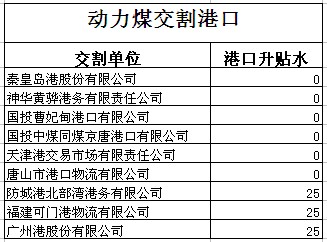 动力煤交割港口
交割单位 港口升贴水
秦皇岛港股份有限公司 0
神华黄骅港务有限责任公司 0
国投曹妃甸港口有限公司 0
国投中煤同煤京唐港口有限公司 0
天津港交易市场有限责任公司 0
唐山市港口物流有限公司 0
防城港北部湾港务有限公司 25
福建可门港物流有限公司 25
广州港股份有限公司 25